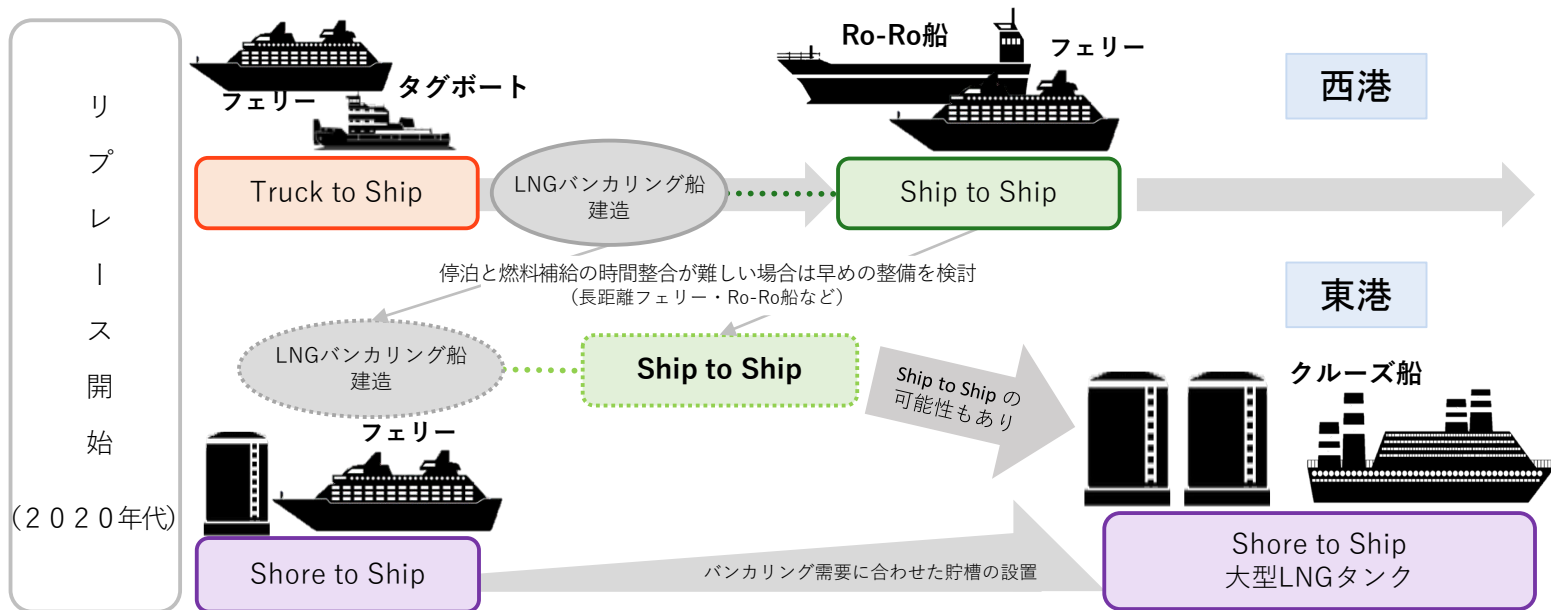 リプレース開始
（２０２０年代）
フェリー
タグボート
Truck to Ship
LNGバンカリング船
建造
Ro-Ro船
フェリー
Ship to Ship
西港
停泊と燃料補給の時間整合が難しい場合は早めの整備を検討
（長距離フェリー・Ro-Ro船など）
東港
LNGバンカリング船
建造
Ship to Ship
Ship to Ship の
可能性もあり
クルーズ船
フェリー
Shore to Ship
バンカリング需要に合わせた貯槽の設置
Shore to Ship
大型LNGタンク